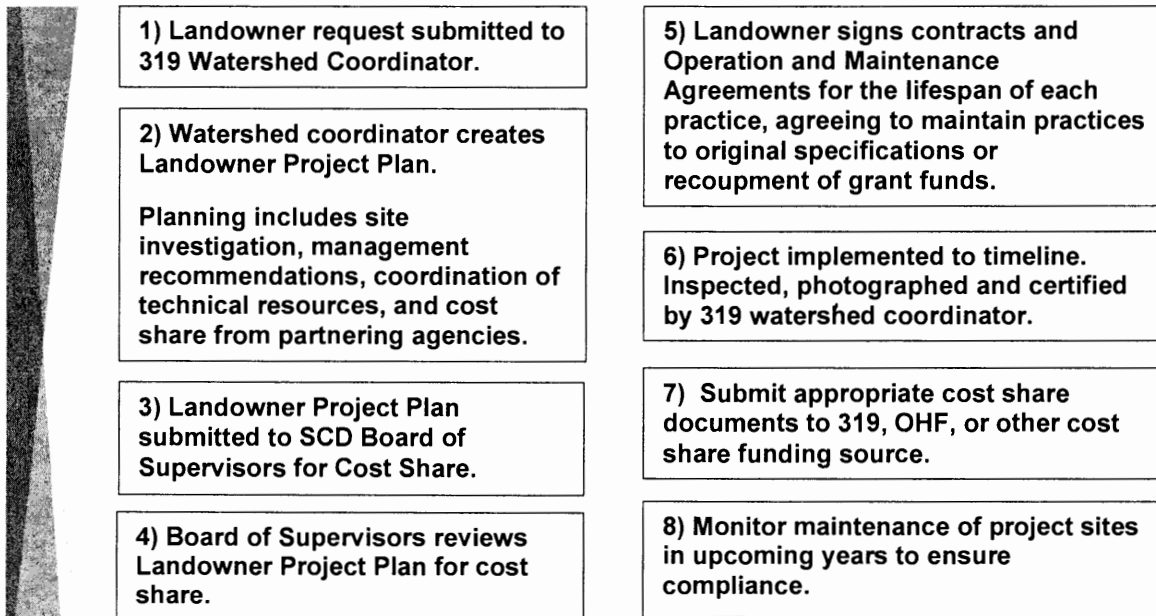 1) Landowner request submitted to
319 Watershed Coordinator.
2) Watershed coordinator creates
Landowner Project Plan.
Planning includes site
investigation, management
recommendations, coordination of
technical resources, and cost
share from partnering agencies.
3) Landowner Project Plan
submitted to SCD Board of
Supervisors for Cost Share.
4) Board of Supervisors reviews
Landowner Project Plan for cost
share.
5) Landowner signs contracts and
Operation and Maintenance
Agreements for the lifespan of each
practice, agreeing to maintain practices
to original specifications or
recoupment of grant funds.
6) Project implemented to timeline.
Inspected, photographed and certified
by 319 watershed coordinator.
7) Submit appropriate cost share
documents to 319, OHF, or other cost
share funding source.
8) Monitor maintenance of project sites
in upcoming years to ensure
compliance.